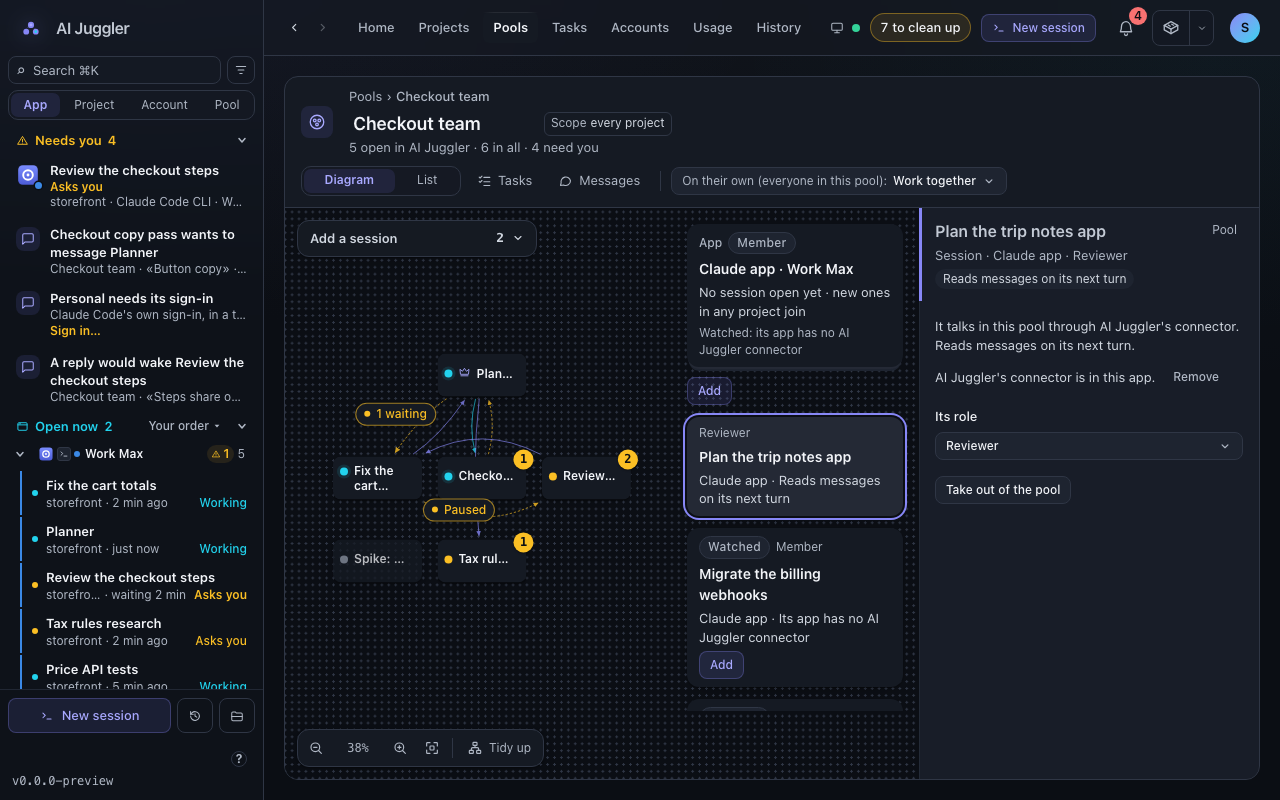 AI Juggler
Search ⌘K
App
Project
Account
Pool
Needs you 4
Review the checkout steps
Asks you
storefront · Claude Code CLI · W...
Checkout copy pass wants to
message Planner
Checkout team · «Button copy» ·...
Personal needs its sign-in
Claude Code's own sign-in, in a t...
Sign in...
A reply would wake Review the
checkout steps
Checkout team · «Steps share o...
Open now 2
Your order
Work Max
1
5
Fix the cart totals
storefront · 2 min ago
Working
Planner
storefront · just now
Working
Review the checkout steps
storefro... · waiting 2 min
Asks you
Tax rules research
storefront · 2 min ago
Asks you
Price API tests
storefront · 5 min ago
Working
New session
?
v0.0.0-preview
Home
Projects
Pools
Tasks
Accounts
Usage
History
7 to clean up
New session
4
S
Pools › Checkout team
Checkout team
Scope every project
5 open in AI Juggler · 6 in all · 4 need you
Diagram
List
Tasks
Messages
On their own (everyone in this pool): Work together
Add a session
2
Plan...
1 waiting
Fix the
cart...
1
Checko...
2
Review...
Paused
Spike: ...
1
Tax rul...
38%
Tidy up
App
Member
Claude app · Work Max
No session open yet · new ones
in any project join
Watched: its app has no AI
Juggler connector
Add
Reviewer
Plan the trip notes app
Claude app · Reads messages
on its next turn
Watched
Member
Migrate the billing
webhooks
Claude app · Its app has no AI
Juggler connector
Add
Plan the trip notes app
Pool
Session · Claude app · Reviewer
Reads messages on its next turn
It talks in this pool through AI Juggler's connector.
Reads messages on its next turn.
AI Juggler's connector is in this app.
Remove
Its role
Reviewer
Take out of the pool